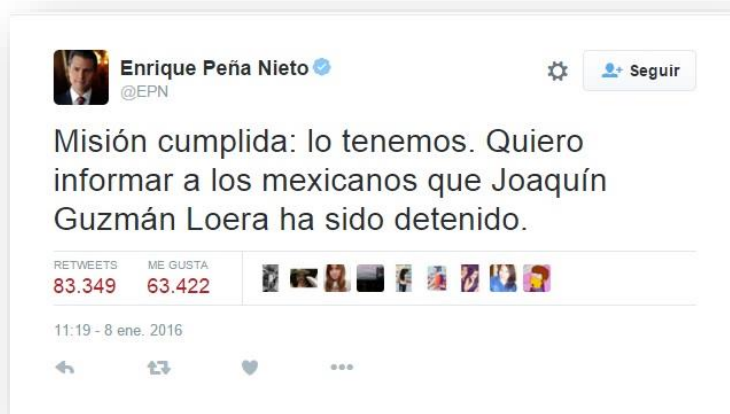 Enrique Peña Nieto
@EPN
Seguir
Misión cumplida: lo tenemos. Quiero
informar a los mexicanos que Joaquín
Guzmán Loera ha sido detenido.
RETWEETS ME GUSTA
83.349 63.422
11:19 - 8 ene. 2016